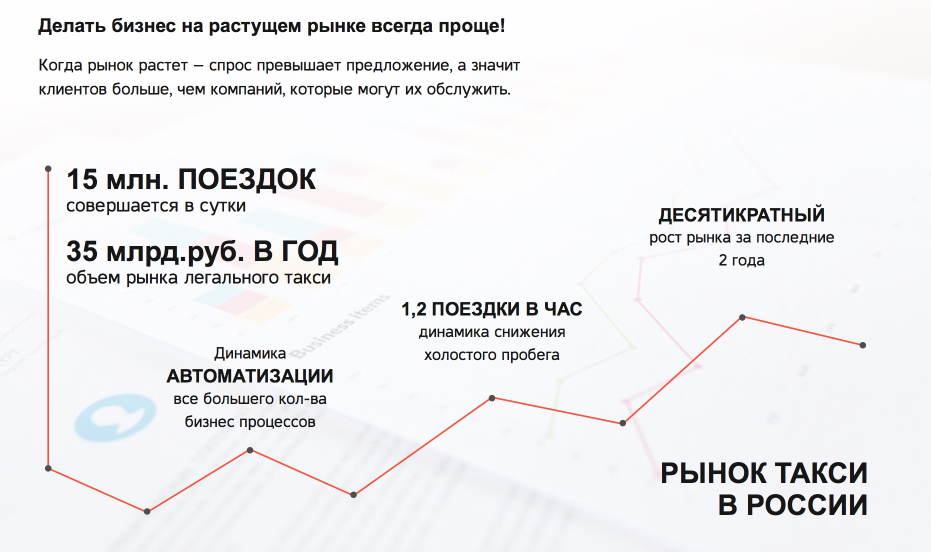 Делать бизнес на растущем рынке всегда проще!
Когда рынок растет – спрос превышает предложение, а значит
клиентов больше, чем компаний, которые могут их обслужить.
15 млн. ПОЕЗДОК
совершается в сутки
35 млрд.руб. В ГОД
объем рынка легального такси
Динамика
АВТОМАТИЗАЦИИ
все большего кол-ва
бизнес процессов
1,2 ПОЕЗДКИ В ЧАС
динамика снижения
холостого пробега
ДЕСЯТИКРАТНЫЙ
рост рынка за последние
2 года
Business items
РЫНОК ТАКСИ
В РОССИИ